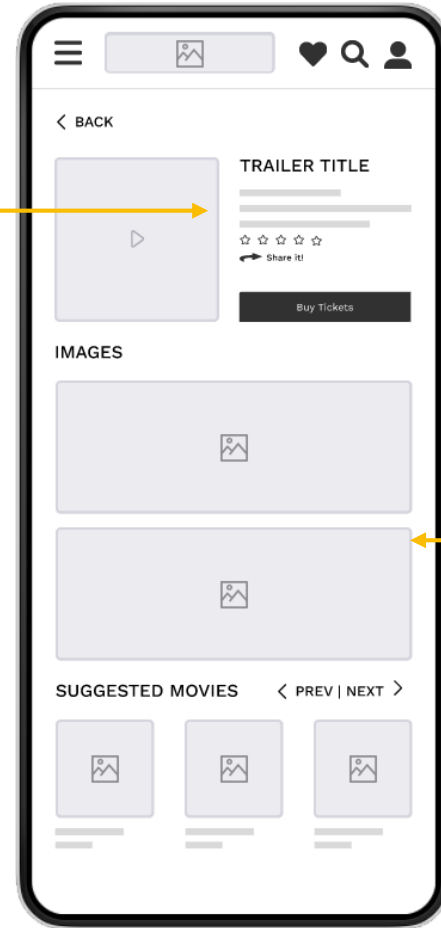 BACK
TRAILER TITLE
Share it!
Buy Tickets
IMAGES
SUGGESTED MOVIES
PREV | NEXT